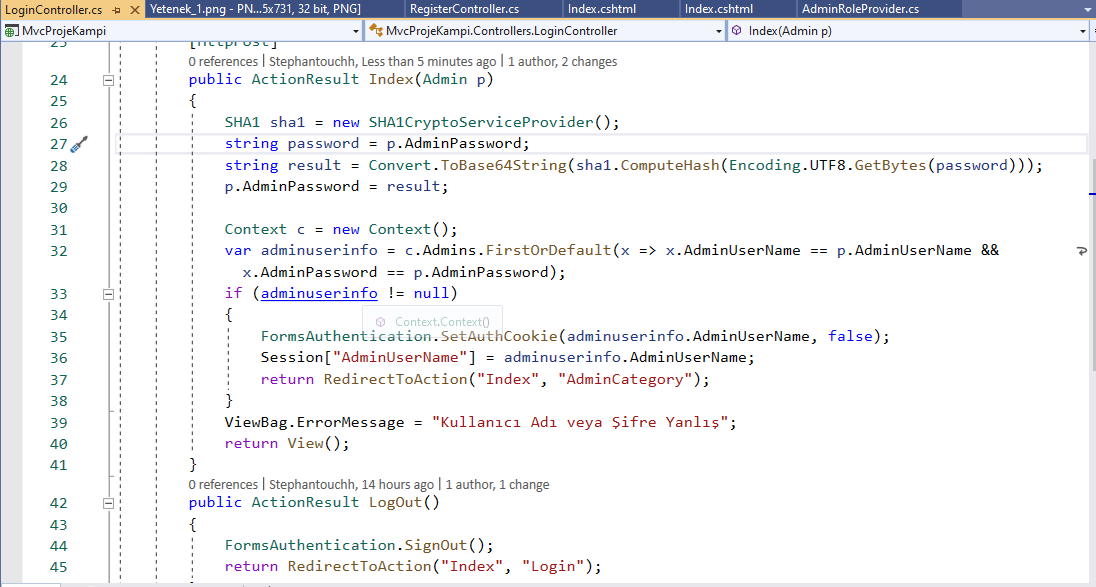 LoginController.cs Yetenek_1.png - PN...5x731, 32 bit, PNG] RegisterController.cs Index.cshtml Index.cshtml AdminRoleProvider.cs
MvcProjeKampi MvcProjeKampi.Controllers.LoginController Index(Admin p)
23 [HttpPost]
0 references | Stephantouchh, Less than 5 minutes ago | 1 author, 2 changes
24 public ActionResult Index(Admin p)
25 {
26 SHA1 sha1 = new SHA1CryptoServiceProvider();
27 string password = p.AdminPassword;
28 string result = Convert.ToBase64String(sha1.ComputeHash(Encoding.UTF8.GetBytes(password)));
29 p.AdminPassword = result;
30
31 Context c = new Context();
32 var adminuserinfo = c.Admins.FirstOrDefault(x => x.AdminUserName == p.AdminUserName &&
x.AdminPassword == p.AdminPassword);
33 if (adminuserinfo != null)
34 {
Context.Context()
35 FormsAuthentication.SetAuthCookie(adminuserinfo.AdminUserName, false);
36 Session["AdminUserName"] = adminuserinfo.AdminUserName;
37 return RedirectToAction("Index", "AdminCategory");
38 }
39 ViewBag.ErrorMessage = "Kullanıcı Adı veya Şifre Yanlış";
40 return View();
41 }
0 references | Stephantouchh, 14 hours ago | 1 author, 1 change
42 public ActionResult LogOut()
43 {
44 FormsAuthentication.SignOut();
45 return RedirectToAction("Index", "Login");